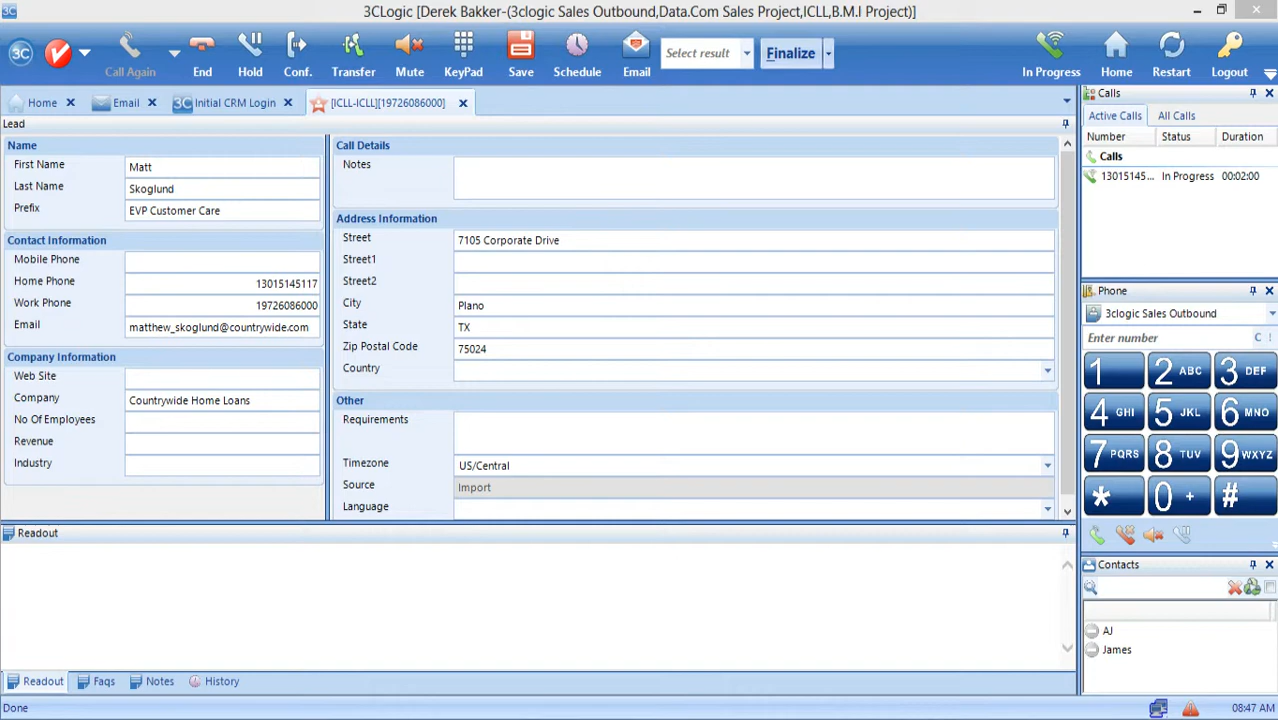 3CLogic [Derek Bakker-(3clogic Sales Outbound,Data.Com Sales Project,ICLL,B.M.I Project)]
3C
Call Again
End
Hold
Conf.
Transfer
Mute
KeyPad
Save
Schedule
Email
Select result
Finalize
In Progress
Home
Restart
Logout
Home
Email
3C Initial CRM Login
[ICLL-ICLL][19726086000]
Lead
Name
First Name Matt
Last Name Skoglund
Prefix EVP Customer Care
Contact Information
Mobile Phone
Home Phone 13015145117
Work Phone 19726086000
Email matthew_skoglund@countrywide.com
Company Information
Web Site
Company Countrywide Home Loans
No Of Employees
Revenue
Industry
Call Details
Notes
Address Information
Street 7105 Corporate Drive
Street1
Street2
City Plano
State TX
Zip Postal Code 75024
Country
Other
Requirements
Timezone US/Central
Source Import
Language
Calls
Active Calls All Calls
Number Status Duration
Calls
13015145... In Progress 00:02:00
Phone
3clogic Sales Outbound
Enter number C
1 2 ABC 3 DEF
4 GHI 5 JKL 6 MNO
7 PQRS 8 TUV 9 WXYZ
* 0 + #
Contacts
AJ
James
Readout
Readout Faqs Notes History
Done 08:47 AM